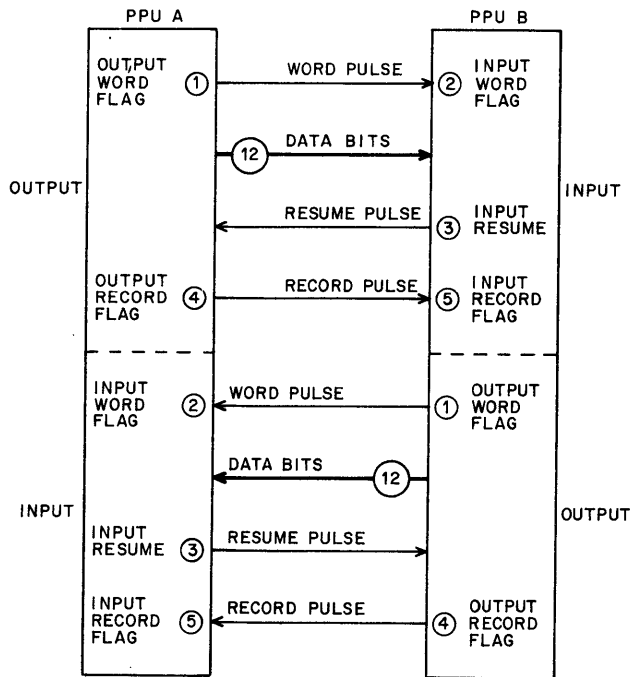 PPU A
PPU B
OUTPUT
WORD
FLAG
1
WORD PULSE
2
INPUT
WORD
FLAG
12
DATA BITS
OUTPUT
INPUT
RESUME PULSE
3
INPUT
RESUME
OUTPUT
RECORD
FLAG
4
RECORD PULSE
5
INPUT
RECORD
FLAG
INPUT
WORD
FLAG
2
WORD PULSE
1
OUTPUT
WORD
FLAG
DATA BITS
12
INPUT
OUTPUT
INPUT
RESUME
3
RESUME PULSE
INPUT
RECORD
FLAG
5
RECORD PULSE
4
OUTPUT
RECORD
FLAG